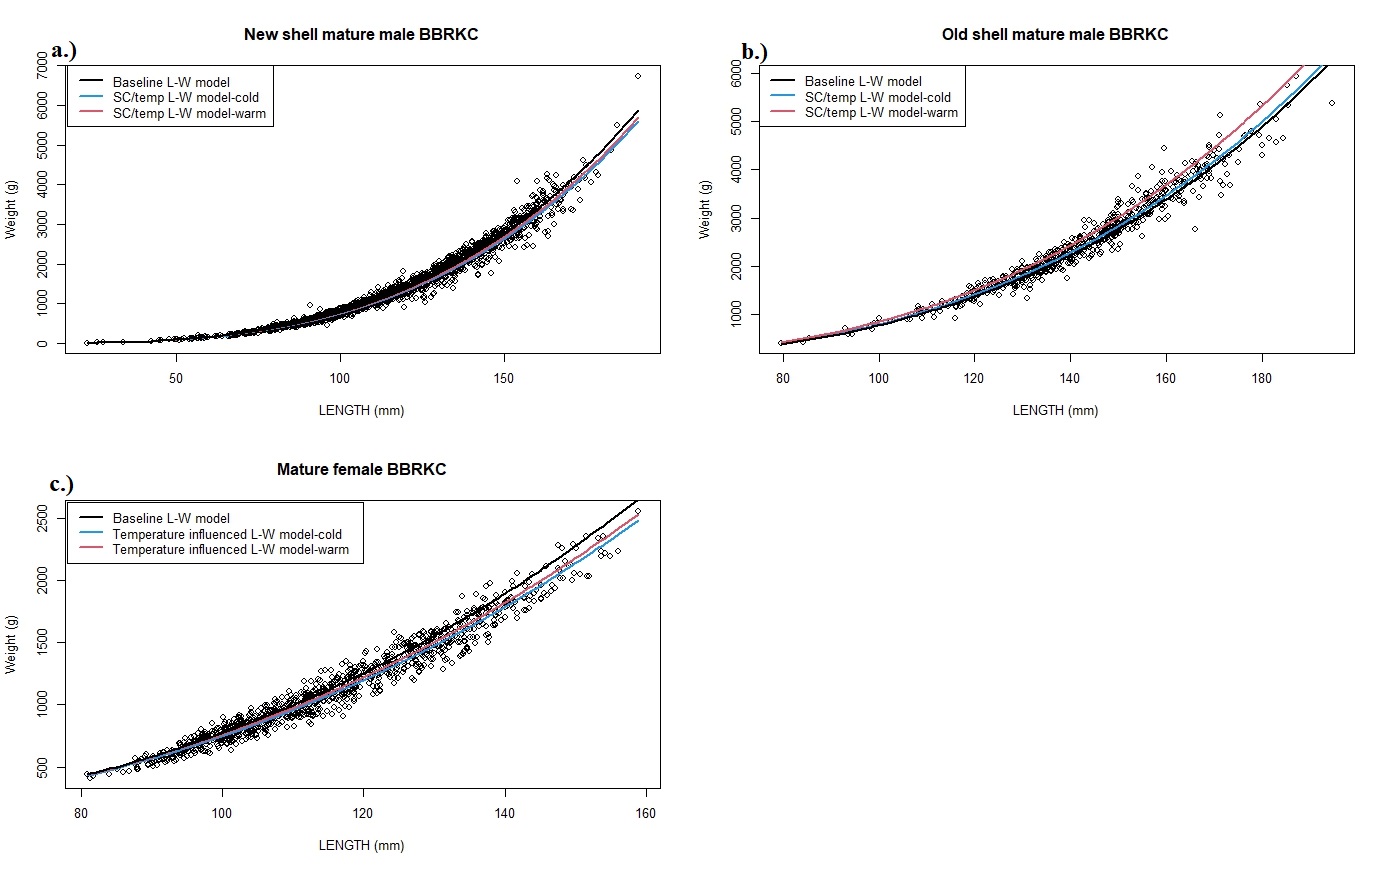 a.)
New shell mature male BBRKC
Baseline L-W model
SC/temp L-W model-cold
SC/temp L-W model-warm
Weight (g)
7000
6000
5000
4000
3000
2000
1000
0
50 100 150
LENGTH (mm)
b.)
Old shell mature male BBRKC
Baseline L-W model
SC/temp L-W model-cold
SC/temp L-W model-warm
Weight (g)
6000
5000
4000
3000
2000
1000
80 100 120 140 160 180
LENGTH (mm)
c.)
Mature female BBRKC
Baseline L-W model
Temperature influenced L-W model-cold
Temperature influenced L-W model-warm
Weight (g)
2500
2000
1500
1000
500
80 100 120 140 160
LENGTH (mm)